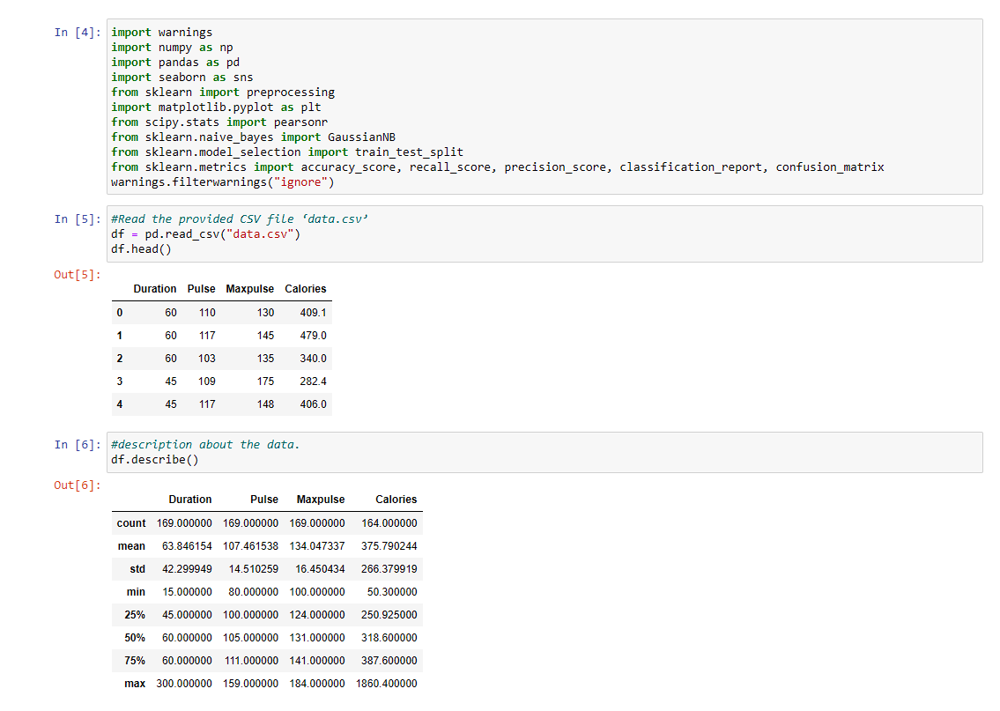 In [4]: import warnings
import numpy as np
import pandas as pd
import seaborn as sns
from sklearn import preprocessing
import matplotlib.pyplot as plt
from scipy.stats import pearsonr
from sklearn.naive_bayes import GaussianNB
from sklearn.model_selection import train_test_split
from sklearn.metrics import accuracy_score, recall_score, precision_score, classification_report, confusion_matrix
warnings.filterwarnings("ignore")
In [5]: #Read the provided CSV file ‘data.csv’
df = pd.read_csv("data.csv")
df.head()
Out[5]:
Duration Pulse Maxpulse Calories
0 60 110 130 409.1
1 60 117 145 479.0
2 60 103 135 340.0
3 45 109 175 282.4
4 45 117 148 406.0
In [6]: #description about the data.
df.describe()
Out[6]:
Duration Pulse Maxpulse Calories
count 169.000000 169.000000 169.000000 164.000000
mean 63.846154 107.461538 134.047337 375.790244
std 42.299949 14.510259 16.450434 266.379919
min 15.000000 80.000000 100.000000 50.300000
25% 45.000000 100.000000 124.000000 250.925000
50% 60.000000 105.000000 131.000000 318.600000
75% 60.000000 111.000000 141.000000 387.600000
max 300.000000 159.000000 184.000000 1860.400000